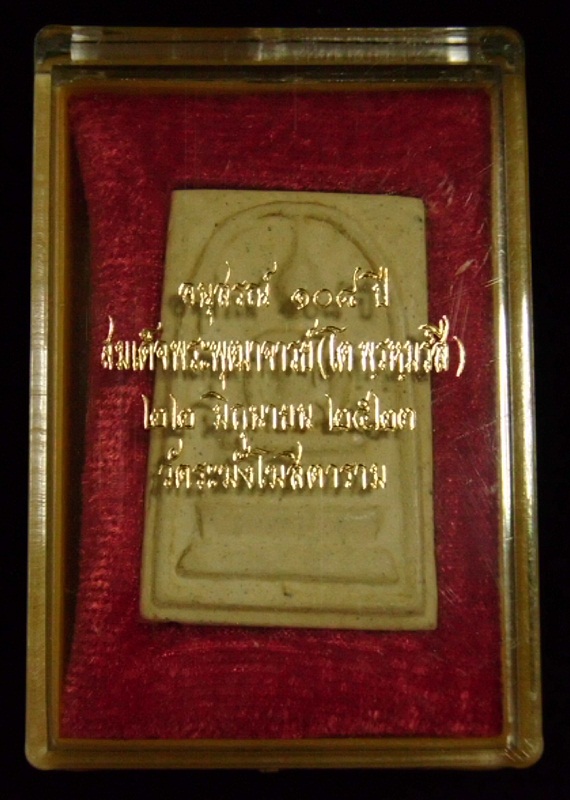 อนุสรณ์ ๑๐๘ ปี
สมเด็จพระพุฒาจารย์(โต พรหมรังสี)
๒๒ มิถุนายน ๒๕๒๓
วัดระฆังโฆสิตาราม